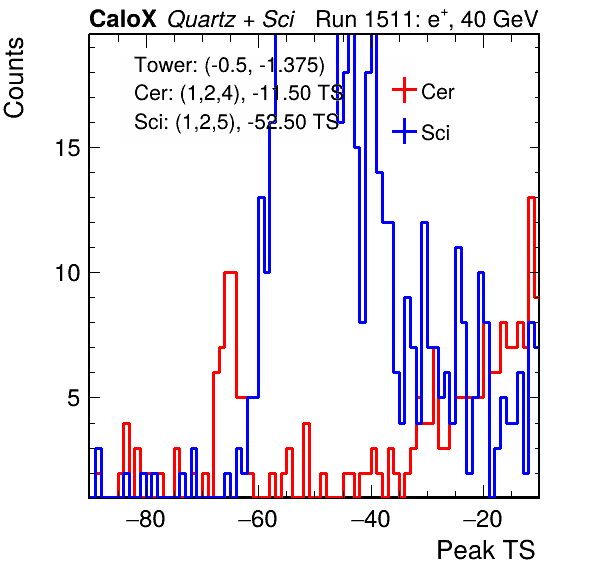 CaloX Quartz + Sci Run 1511: e+, 40 GeV
Counts
Tower: (-0.5, -1.375)
Cer: (1,2,4), -11.50 TS
Sci: (1,2,5), -52.50 TS
Cer
Sci
15
10
5
−80 −60 −40 −20
Peak TS